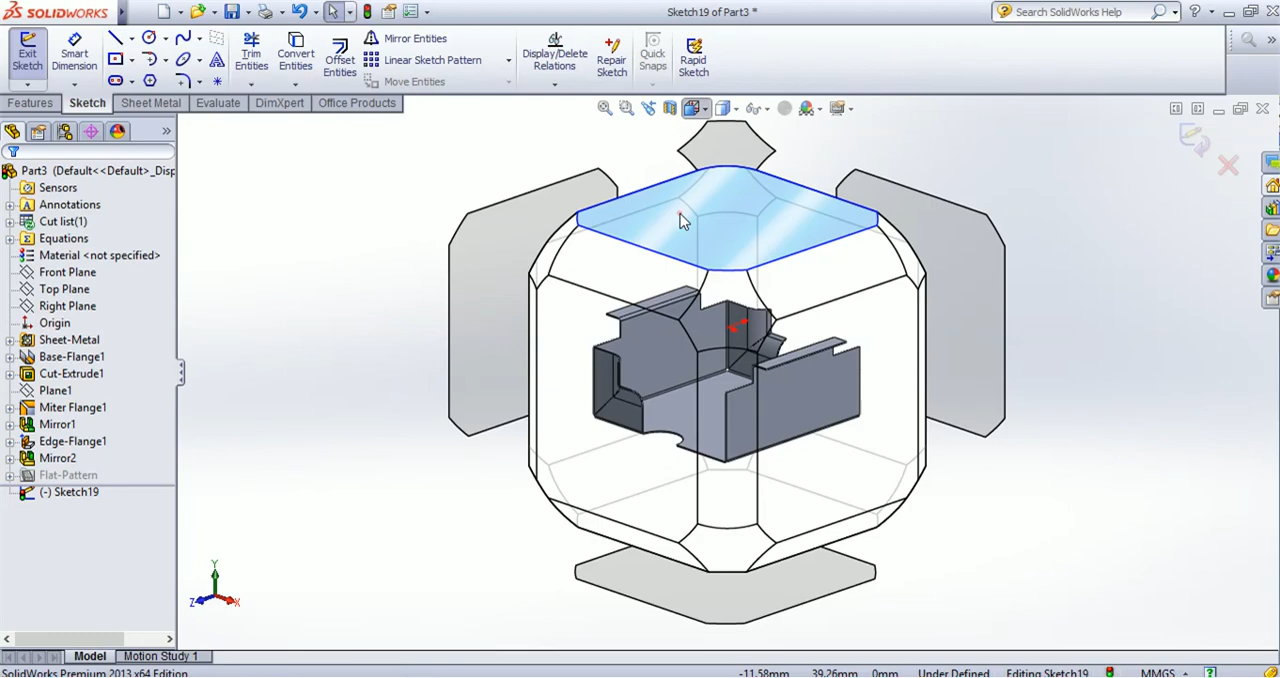 SOLIDWORKS
Sketch19 of Part3 *
Search SolidWorks Help
Exit Sketch
Smart Dimension
Trim Entities
Convert Entities
Offset Entities
Mirror Entities
Linear Sketch Pattern
Move Entities
Display/Delete Relations
Repair Sketch
Quick Snaps
Rapid Sketch
Features
Sketch
Sheet Metal
Evaluate
DimXpert
Office Products
Part3 (Default<<Default>_Disp
Sensors
Annotations
Cut list(1)
Equations
Material <not specified>
Front Plane
Top Plane
Right Plane
Origin
Sheet-Metal
Base-Flange1
Cut-Extrude1
Plane1
Miter Flange1
Mirror1
Edge-Flange1
Mirror2
Flat-Pattern
(-) Sketch19
Y
Z
X
Model
Motion Study 1
SolidWorks Premium 2013 x64 Edition
-11.58mm
39.26mm
0mm
Under Defined
Editing Sketch19
MMGS